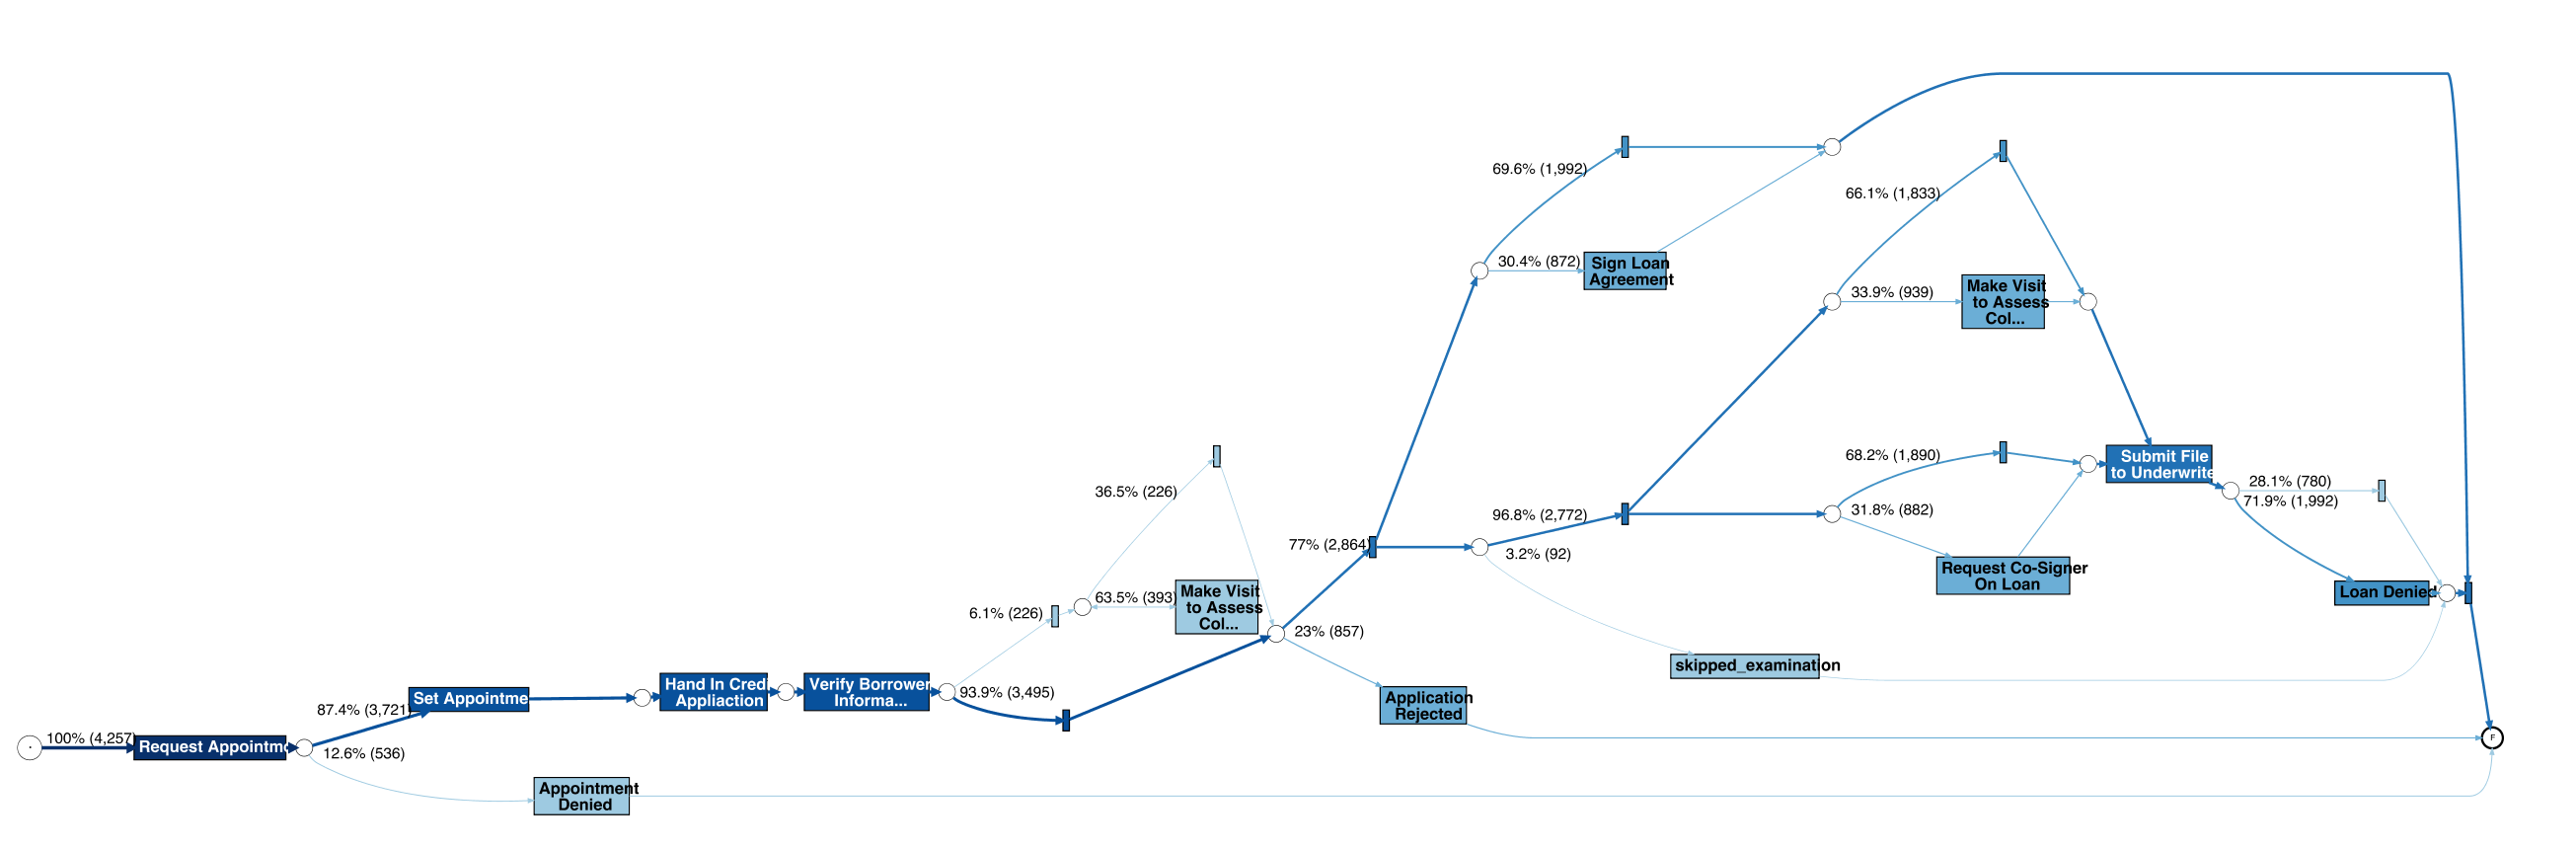 69.6% (1,992)
66.1% (1,833)
30.4% (872)
Sign Loan
Agreement
33.9% (939)
Make Visit
to Assess
Col...
68.2% (1,890)
Submit File
to Underwrite
36.5% (226)
28.1% (780)
71.9% (1,992)
96.8% (2,772)
31.8% (882)
77% (2,864)
3.2% (92)
Request Co-Signer
On Loan
Loan Denied
63.5% (393)
Make Visit
to Assess
Col...
6.1% (226)
23% (857)
skipped_examination
Hand In Credi
Appliaction
Verify Borrower
Informa...
93.9% (3,495)
Set Appointme
Application
Rejected
87.4% (3,721)
100% (4,257)
Request Appointmo
12.6% (536)
F
Appointment
Denied